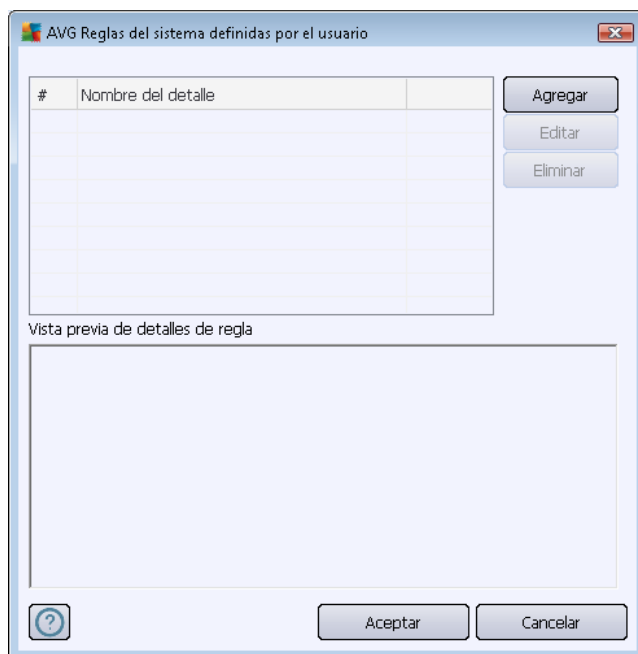 AVG Reglas del sistema definidas por el usuario
# Nombre del detalle
Agregar
Editar
Eliminar
Vista previa de detalles de regla
?
Aceptar
Cancelar